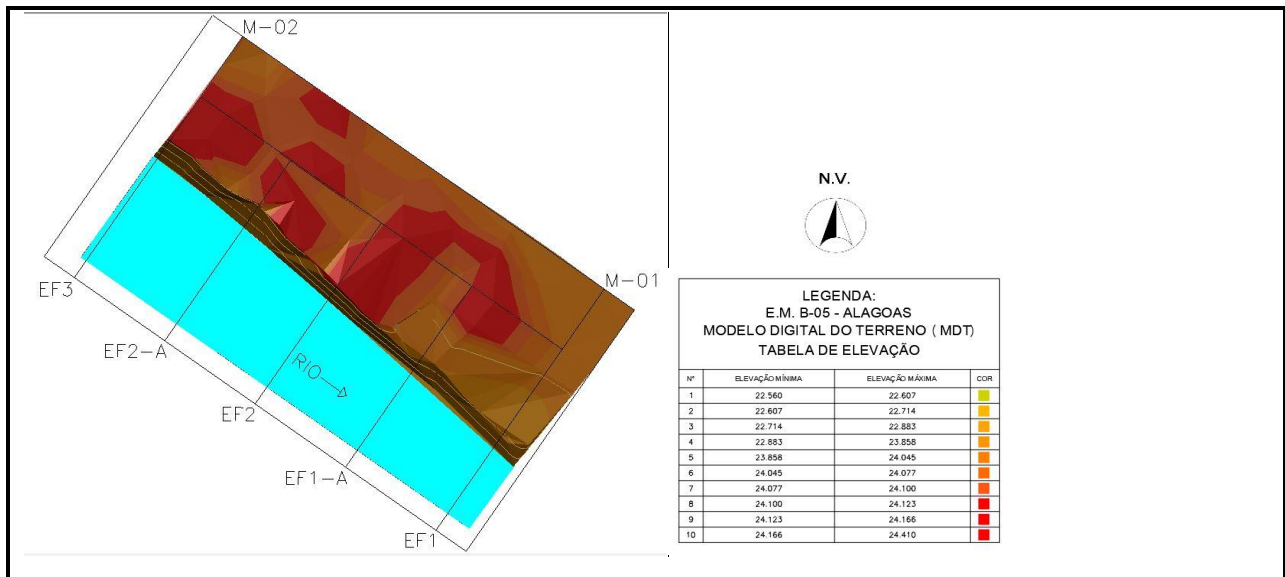 M-02
M-01
EF3
EF2-A
RIO
EF2
EF1-A
EF1
N.V.
LEGENDA:
E.M. B-05 - ALAGOAS
MODELO DIGITAL DO TERRENO ( MDT)
TABELA DE ELEVAÇÃO
Nº ELEVAÇÃO MÍNIMA ELEVAÇÃO MÁXIMA COR
1 22.560 22.607
2 22.607 22.714
3 22.714 22.883
4 22.883 23.858
5 23.858 24.045
6 24.045 24.077
7 24.077 24.100
8 24.100 24.123
9 24.123 24.166
10 24.166 24.410